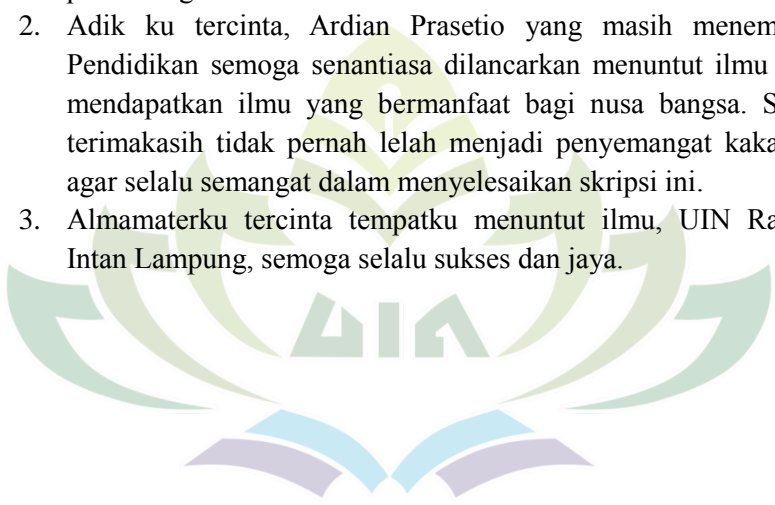 2. Adik ku tercinta, Ardian Prasetio yang masih menem
Pendidikan semoga senantiasa dilancarkan menuntut ilmu
mendapatkan ilmu yang bermanfaat bagi nusa bangsa. S
terimakasih tidak pernah lelah menjadi penyemangat kaka
agar selalu semangat dalam menyelesaikan skripsi ini.
3. Almamaterku tercinta tempatku menuntut ilmu, UIN Ra
Intan Lampung, semoga selalu sukses dan jaya.
UIN